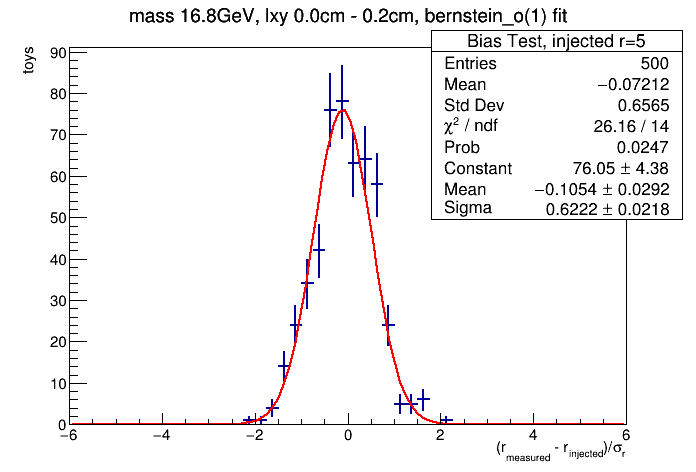 mass 16.8GeV, lxy 0.0cm - 0.2cm, bernstein_o(1) fit
Bias Test, injected r=5
Entries 500
Mean −0.07212
Std Dev 0.6565
χ² / ndf 26.16 / 14
Prob 0.0247
Constant 76.05 ± 4.38
Mean −0.1054 ± 0.0292
Sigma 0.6222 ± 0.0218
toys
90
80
70
60
50
40
30
20
10
0
−6 −4 −2 0 2 4 6
(r_measured - r_injected)/σ_r